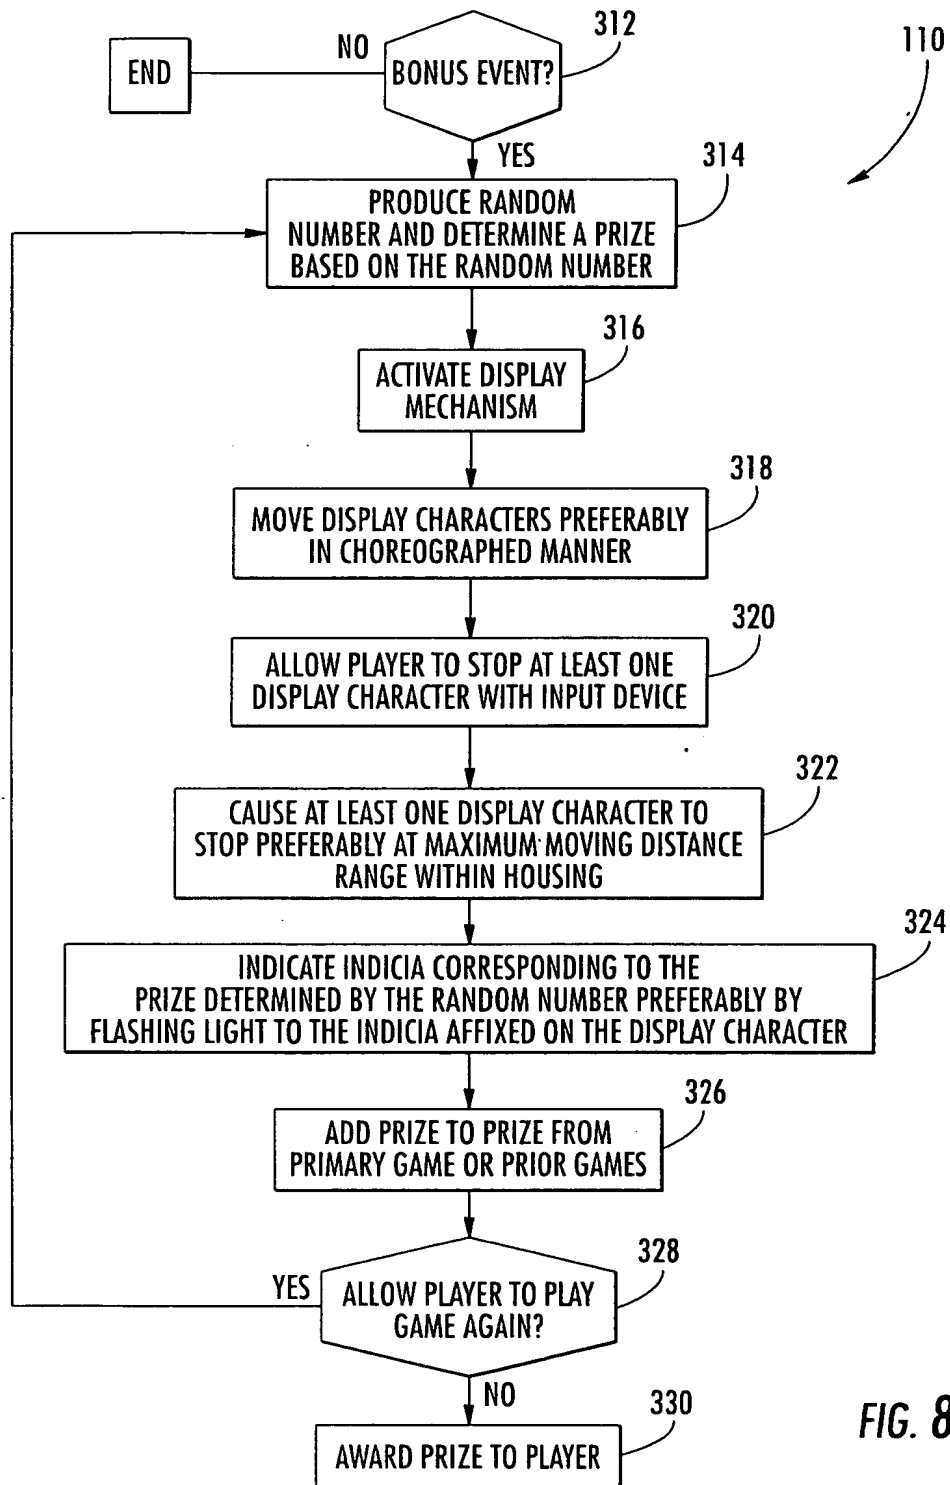 312
110
NO
END
BONUS EVENT?
YES
314
PRODUCE RANDOM
NUMBER AND DETERMINE A PRIZE
BASED ON THE RANDOM NUMBER
316
ACTIVATE DISPLAY
MECHANISM
318
MOVE DISPLAY CHARACTERS PREFERABLY
IN CHOREOGRAPHED MANNER
320
ALLOW PLAYER TO STOP AT LEAST ONE
DISPLAY CHARACTER WITH INPUT DEVICE
322
CAUSE AT LEAST ONE DISPLAY CHARACTER TO
STOP PREFERABLY AT MAXIMUM MOVING DISTANCE
RANGE WITHIN HOUSING
324
INDICATE INDICIA CORRESPONDING TO THE
PRIZE DETERMINED BY THE RANDOM NUMBER PREFERABLY BY
FLASHING LIGHT TO THE INDICIA AFFIXED ON THE DISPLAY CHARACTER
326
ADD PRIZE TO PRIZE FROM
PRIMARY GAME OR PRIOR GAMES
328
YES
ALLOW PLAYER TO PLAY
GAME AGAIN?
NO
330
AWARD PRIZE TO PLAYER
FIG. 8